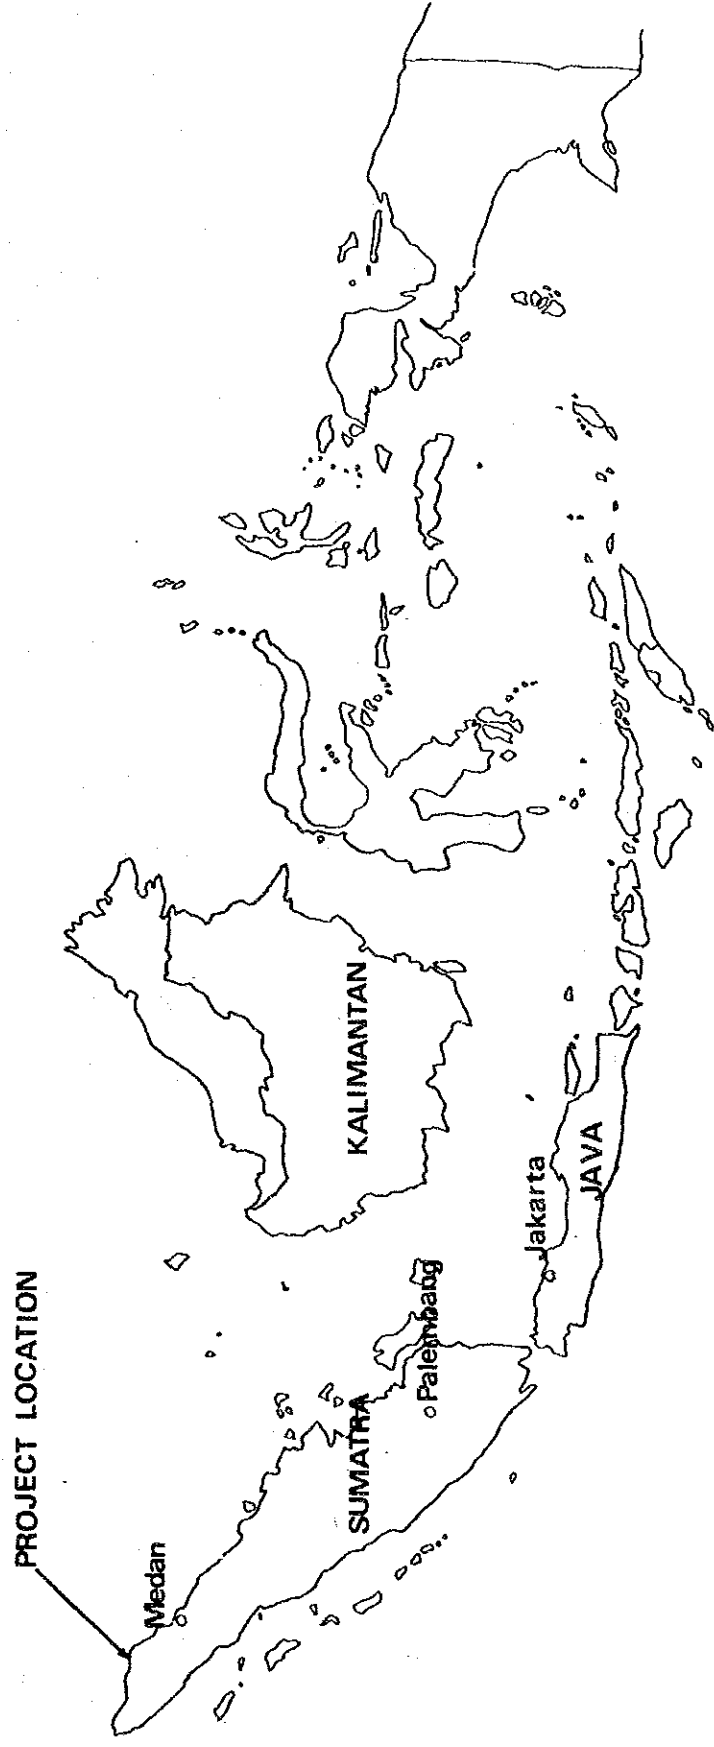 PROJECT LOCATION
Medan
SUMATRA
Palembang
KALIMANTAN
Jakarta
JAVA